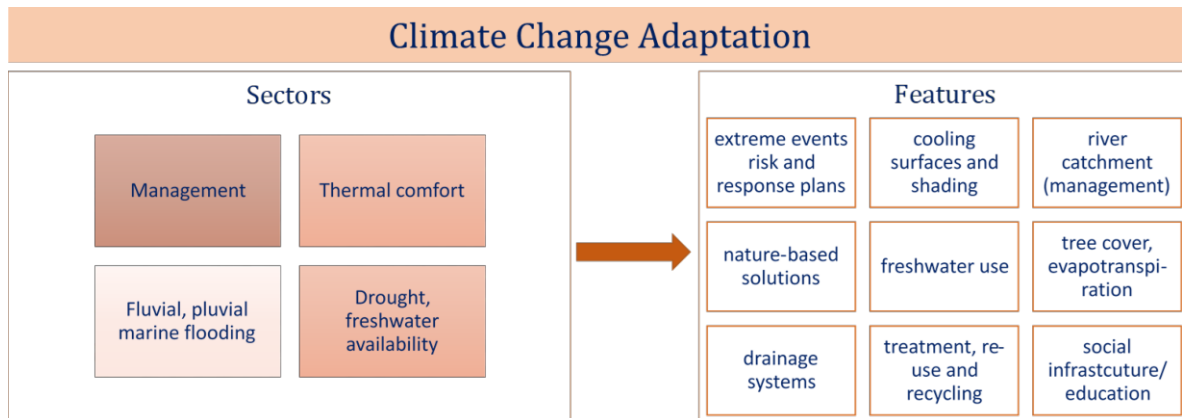 Climate Change Adaptation
Sectors
Management
Thermal comfort
Fluvial, pluvial
marine flooding
Drought,
freshwater
availability
Features
extreme events
risk and
response plans
cooling
surfaces and
shading
river
catchment
(management)
nature-based
solutions
freshwater use
tree cover,
evapotranspi-
ration
drainage
systems
treatment, re-
use and
recycling
social
infrastcuture/
education